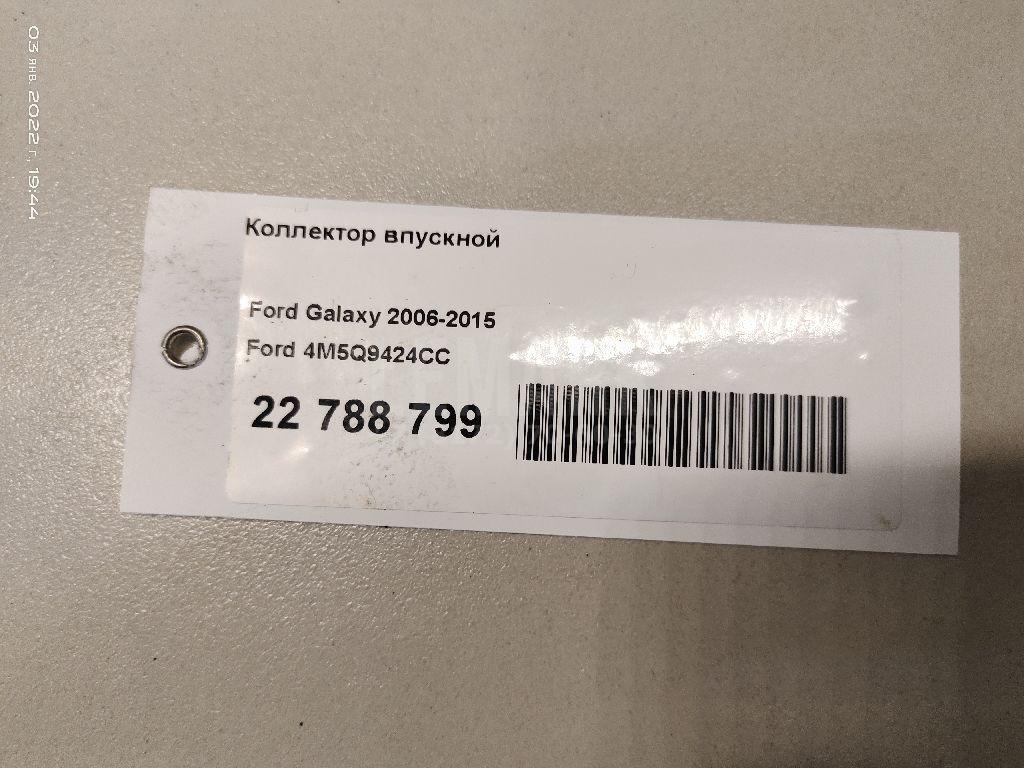 03 янв. 2022 г., 19:44
Коллектор впускной
Ford Galaxy 2006-2015
Ford 4M5Q9424CC
22 788 799